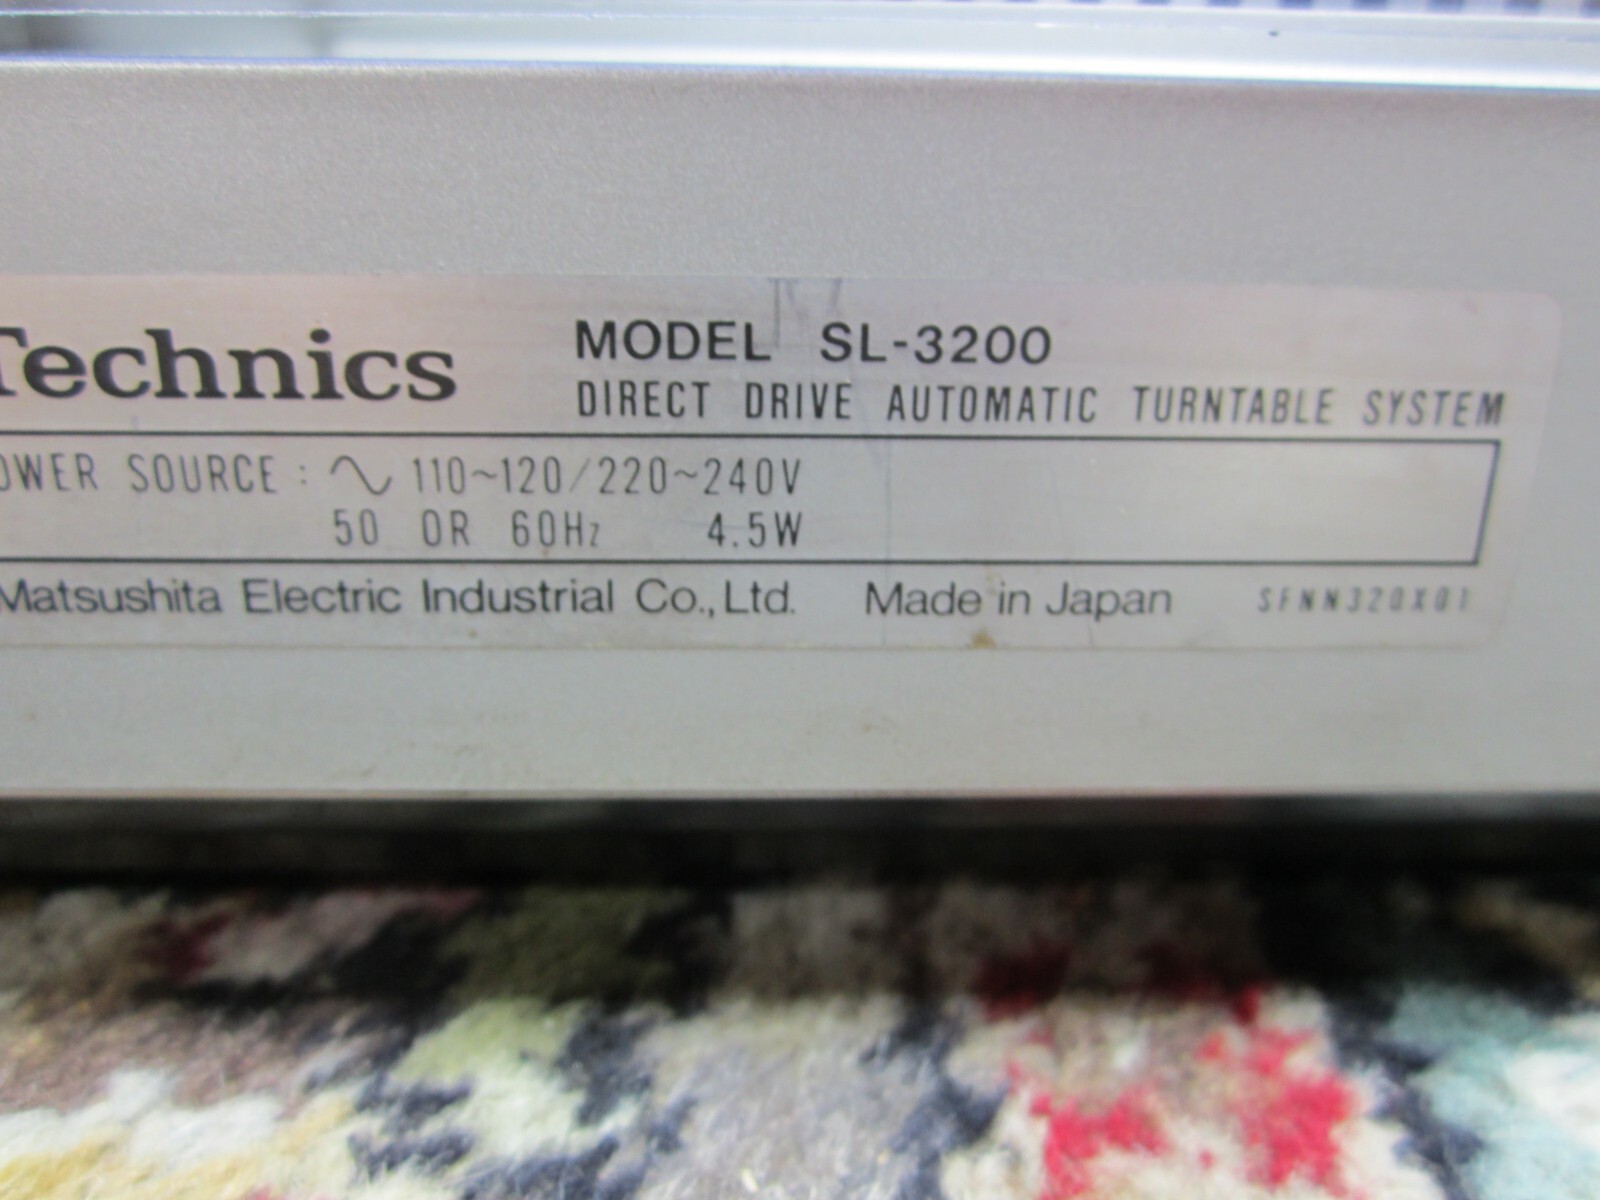 Technics MODEL SL-3200
DIRECT DRIVE AUTOMATIC TURNTABLE SYSTEM
OWER SOURCE : ∿ 110~120/220~240V
50 OR 60Hz 4.5W
Matsushita Electric Industrial Co., Ltd. Made in Japan SFNN320X01